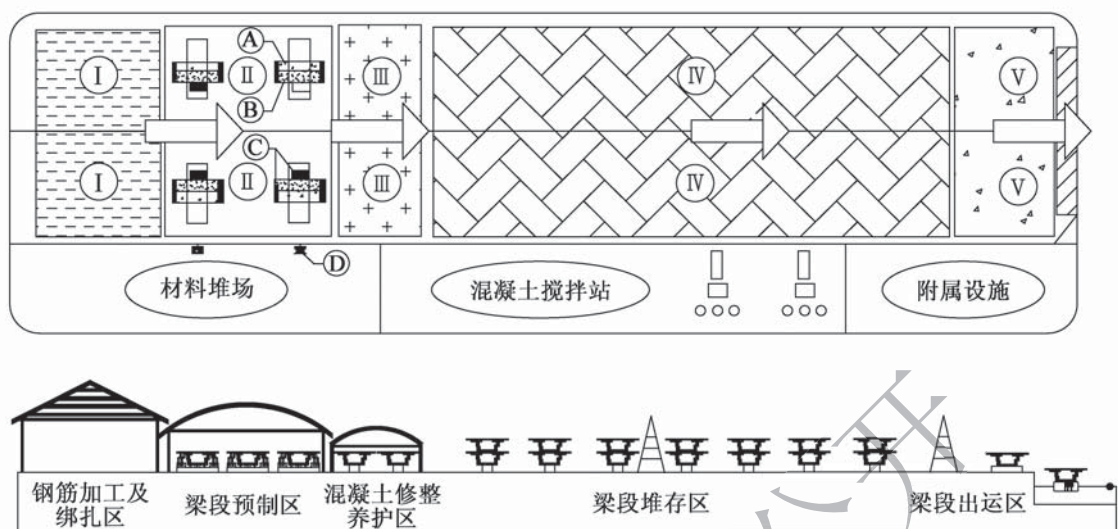 Ⅰ
Ⅱ
Ⅲ
Ⅳ
Ⅴ
A
B
C
Ⅰ
Ⅱ
Ⅲ
Ⅳ
Ⅴ
D
材料堆场
混凝土搅拌站
附属设施
钢筋加工及
绑扎区
梁段预制区
混凝土修整
养护区
梁段堆存区
梁段出运区